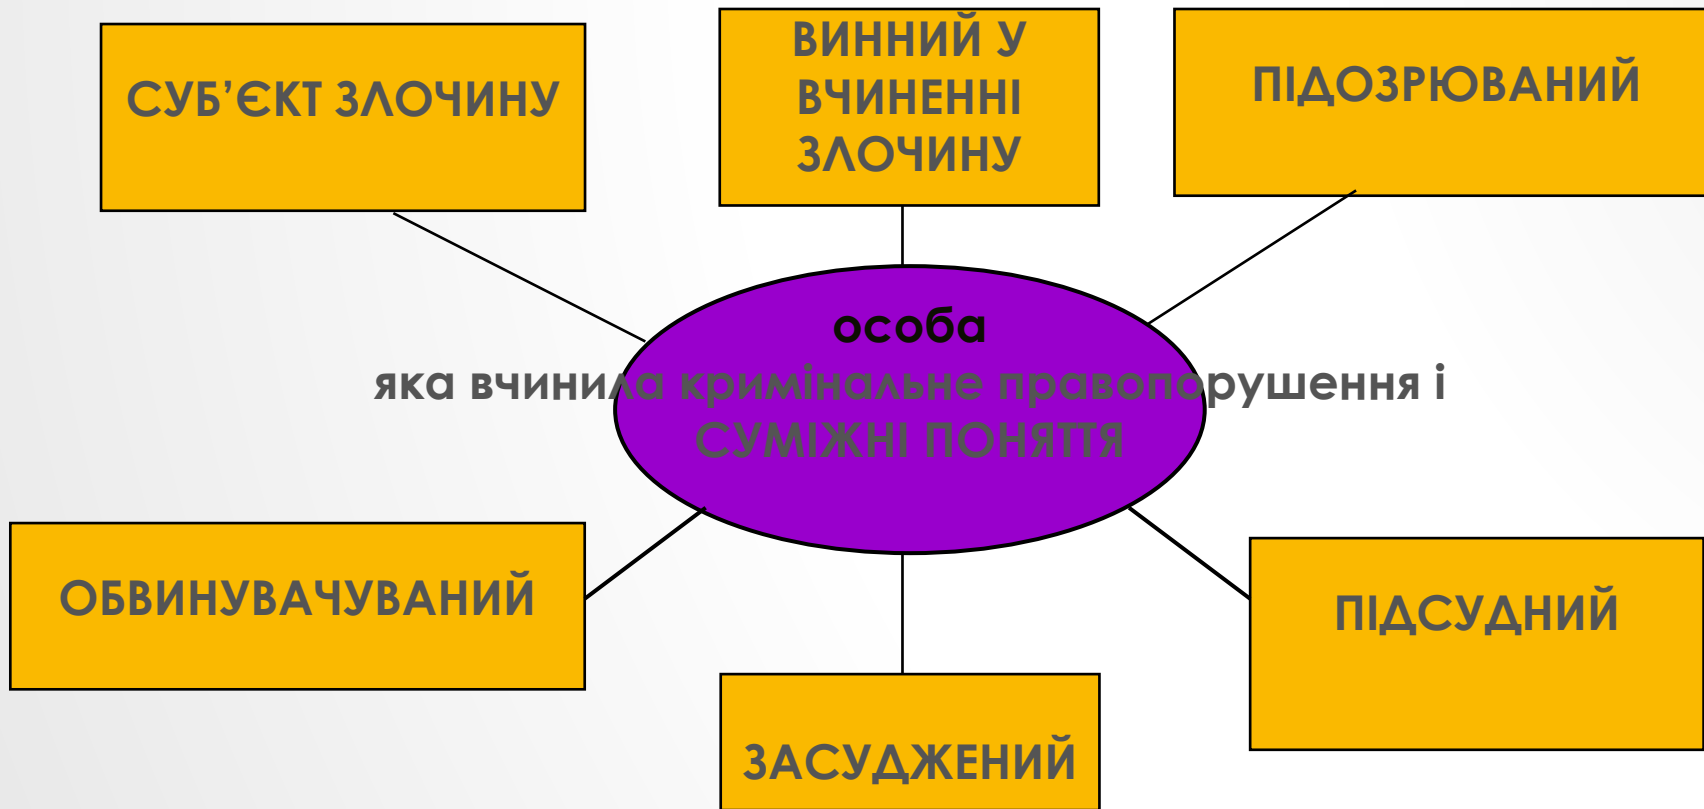 СУБ’ЄКТ ЗЛОЧИНУ
ВИННИЙ У
ВЧИНЕННІ
ЗЛОЧИНУ
ПІДОЗРЮВАНИЙ
особа
яка вчинила кримінальне правопорушення і
СУМІЖНІ ПОНЯТТЯ
ОБВИНУВАЧУВАНИЙ
ЗАСУДЖЕНИЙ
ПІДСУДНИЙ